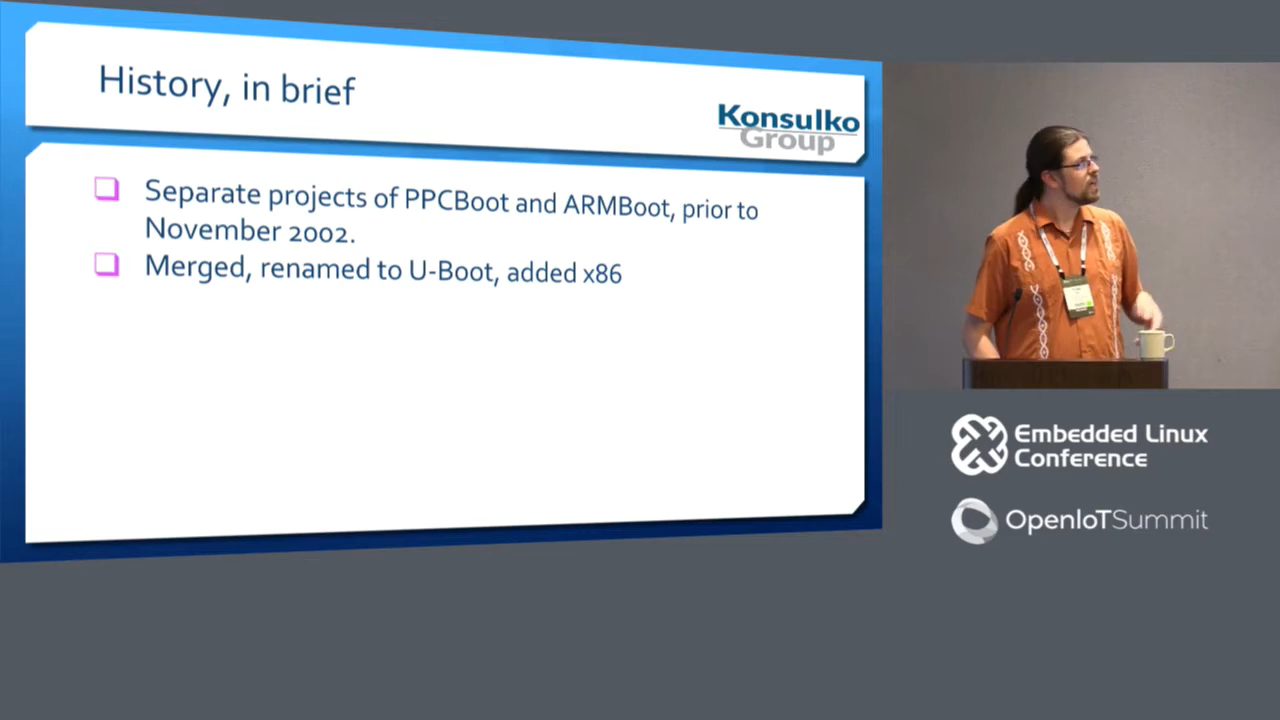 History, in brief
Konsulko
Group
Separate projects of PPCBoot and ARMBoot, prior to
November 2002.
Merged, renamed to U-Boot, added x86
Embedded Linux
Conference
OpenIoTSummit